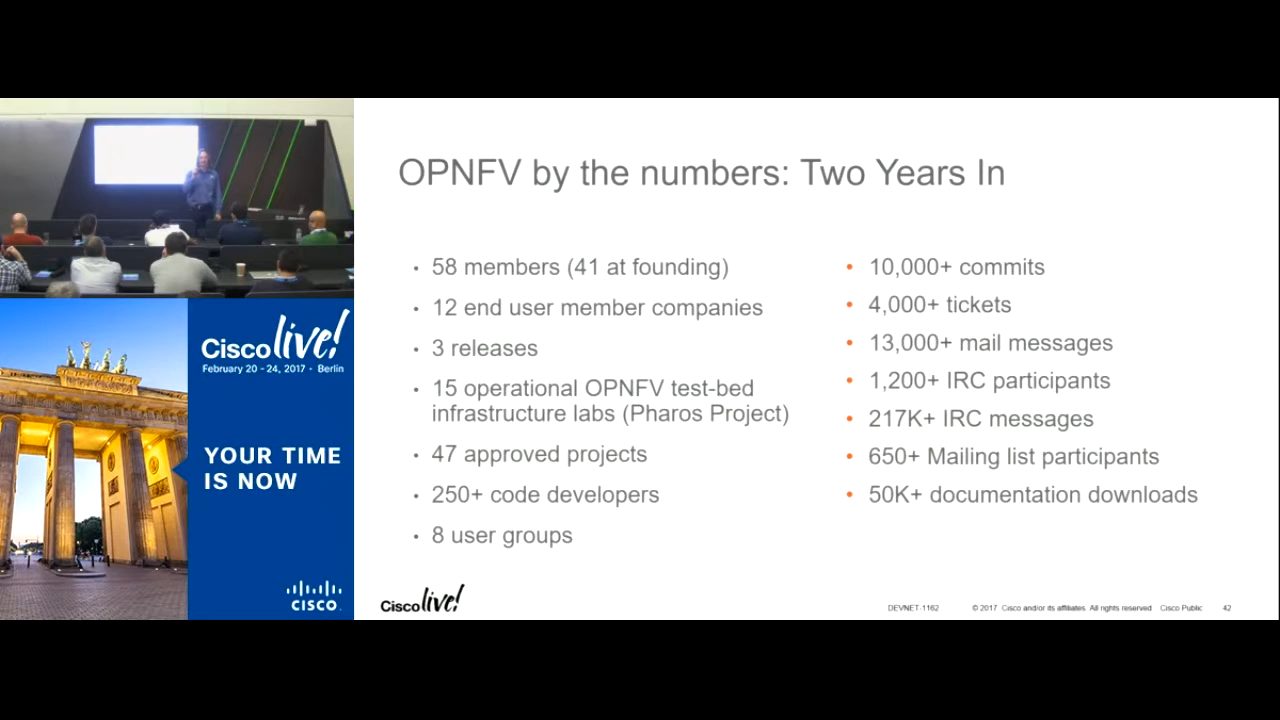 OPNFV by the numbers: Two Years In
58 members (41 at founding)
12 end user member companies
3 releases
15 operational OPNFV test-bed
infrastructure labs (Pharos Project)
47 approved projects
250+ code developers
8 user groups
10,000+ commits
4,000+ tickets
13,000+ mail messages
1,200+ IRC participants
217K+ IRC messages
650+ Mailing list participants
50K+ documentation downloads
Cisco live!
February 20 - 24, 2017 • Berlin
YOUR TIME
IS NOW
CISCO.
Cisco live!
DEVNET-1162 © 2017 Cisco and/or its affiliates. All rights reserved Cisco Public 42